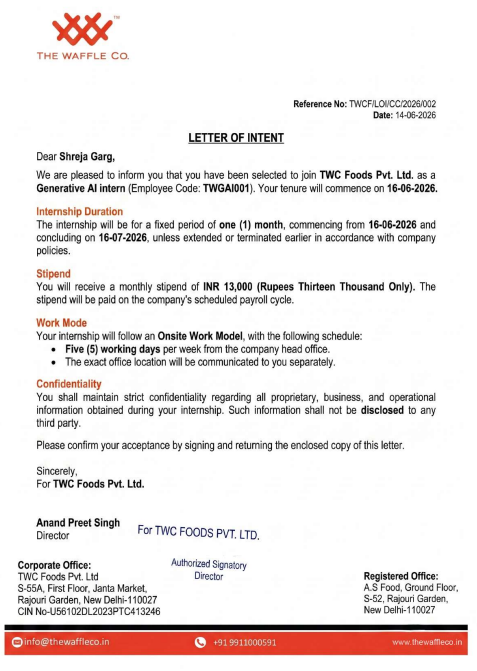 THE WAFFLE CO.
Reference No: TWCF/LOI/CC/2026/002
Date: 14-06-2026
LETTER OF INTENT
Dear Shreja Garg,
We are pleased to inform you that you have been selected to join TWC Foods Pvt. Ltd. as a
Generative AI intern (Employee Code: TWGAI001). Your tenure will commence on 16-06-2026.
Internship Duration
The internship will be for a fixed period of one (1) month, commencing from 16-06-2026 and
concluding on 16-07-2026, unless extended or terminated earlier in accordance with company
policies.
Stipend
You will receive a monthly stipend of INR 13,000 (Rupees Thirteen Thousand Only). The
stipend will be paid on the company's scheduled payroll cycle.
Work Mode
Your internship will follow an Onsite Work Model, with the following schedule:
• Five (5) working days per week from the company head office.
• The exact office location will be communicated to you separately.
Confidentiality
You shall maintain strict confidentiality regarding all proprietary, business, and operational
information obtained during your internship. Such information shall not be disclosed to any
third party.
Please confirm your acceptance by signing and returning the enclosed copy of this letter.
Sincerely,
For TWC Foods Pvt. Ltd.
Anand Preet Singh
Director
For TWC FOODS PVT. LTD.
Authorized Signatory
Director
Corporate Office:
TWC Foods Pvt. Ltd
S-55A, First Floor, Janta Market,
Rajouri Garden, New Delhi-110027
CIN No-U56102DL2023PTC413246
Registered Office:
A.S Food, Ground Floor,
S-52, Rajouri Garden,
New Delhi-110027
info@thewaffleco.in
+91 9911000591
www.thewaffleco.in